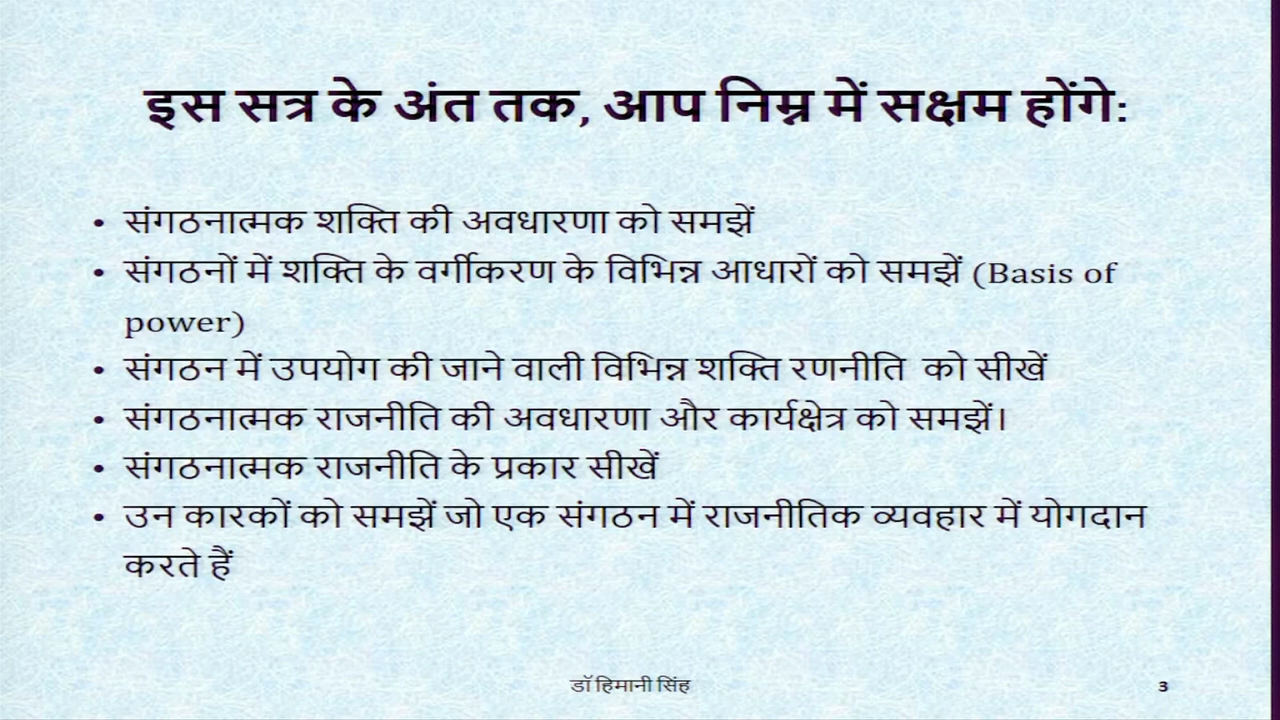 इस सत्र के अंत तक, आप निम्न में सक्षम होंगे:
• संगठनात्मक शक्ति की अवधारणा को समझें
• संगठनों में शक्ति के वर्गीकरण के विभिन्न आधारों को समझें (Basis of
power)
• संगठन में उपयोग की जाने वाली विभिन्न शक्ति रणनीति को सीखें
• संगठनात्मक राजनीति की अवधारणा और कार्यक्षेत्र को समझें।
• संगठनात्मक राजनीति के प्रकार सीखें
• उन कारकों को समझें जो एक संगठन में राजनीतिक व्यवहार में योगदान
करते हैं
डॉ हिमानी सिंह
3